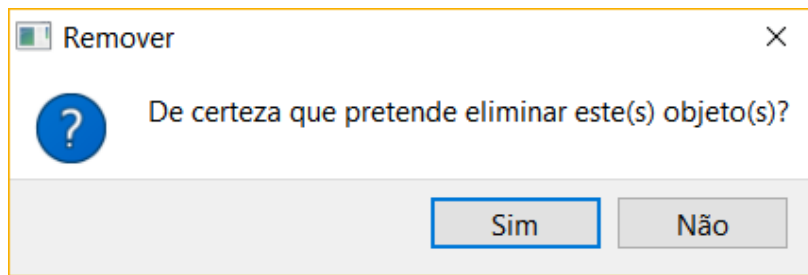 Remover
De certeza que pretende eliminar este(s) objeto(s)?
Sim
Não